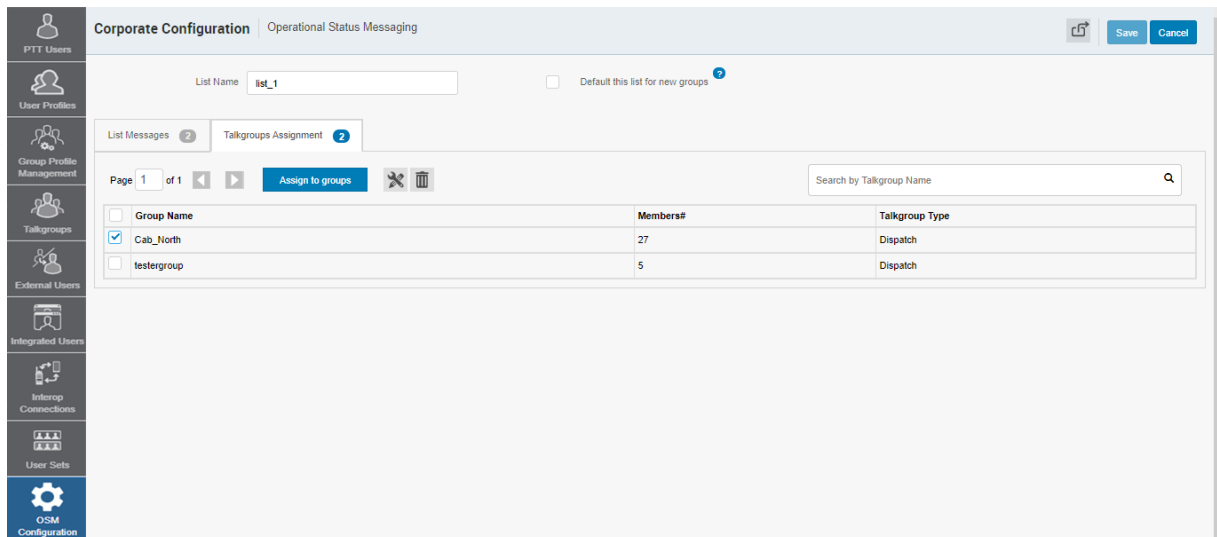 PTT Users
User Profiles
Group Profile
Management
Talkgroups
External Users
Integrated Users
Interop
Connections
User Sets
OSM
Configuration
Corporate Configuration Operational Status Messaging
Save Cancel
List Name list_1 Default this list for new groups ?
List Messages 2 Talkgroups Assignment 2
Page 1 of 1 Assign to groups Search by Talkgroup Name
Group Name Members# Talkgroup Type
Cab_North 27 Dispatch
testergroup 5 Dispatch